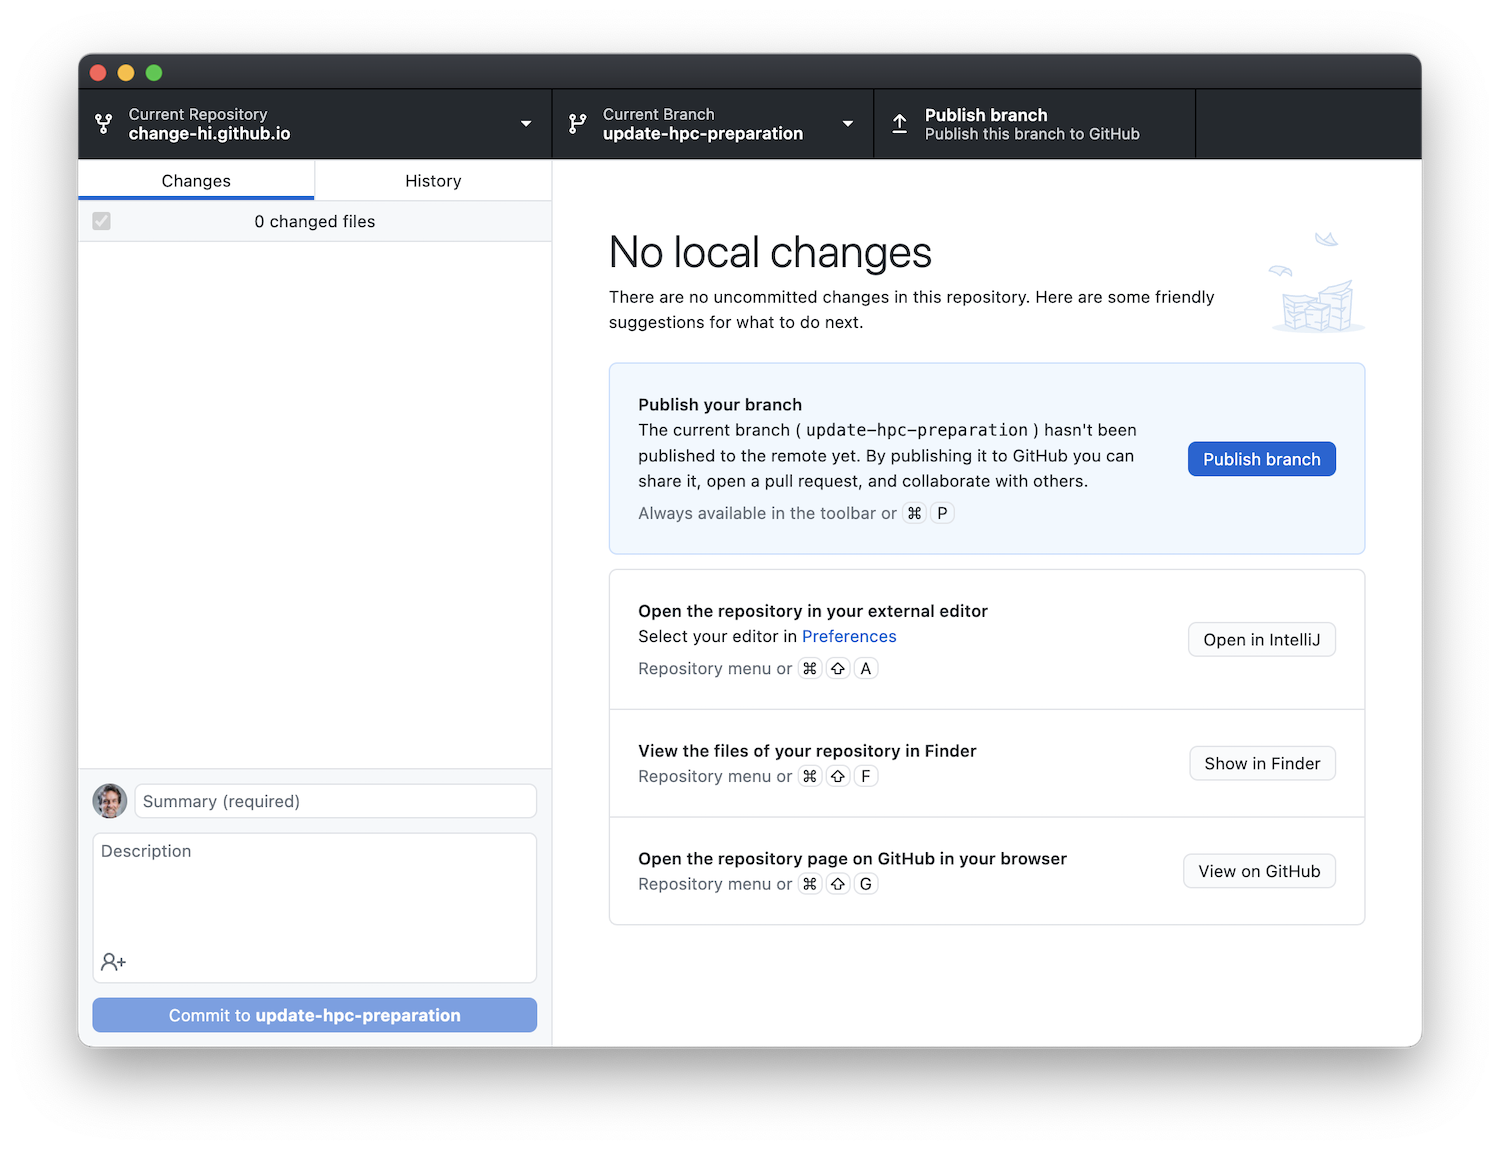 Current Repository
change-hi.github.io
Current Branch
update-hpc-preparation
Publish branch
Publish this branch to GitHub
Changes
History
0 changed files
No local changes
There are no uncommitted changes in this repository. Here are some friendly
suggestions for what to do next.
Publish your branch
The current branch ( update-hpc-preparation ) hasn't been
published to the remote yet. By publishing it to GitHub you can
share it, open a pull request, and collaborate with others.
Always available in the toolbar or ⌘ P
Publish branch
Open the repository in your external editor
Select your editor in Preferences
Repository menu or ⌘ ⇧ A
Open in IntelliJ
View the files of your repository in Finder
Repository menu or ⌘ ⇧ F
Show in Finder
Open the repository page on GitHub in your browser
Repository menu or ⌘ ⇧ G
View on GitHub
Summary (required)
Description
Commit to update-hpc-preparation